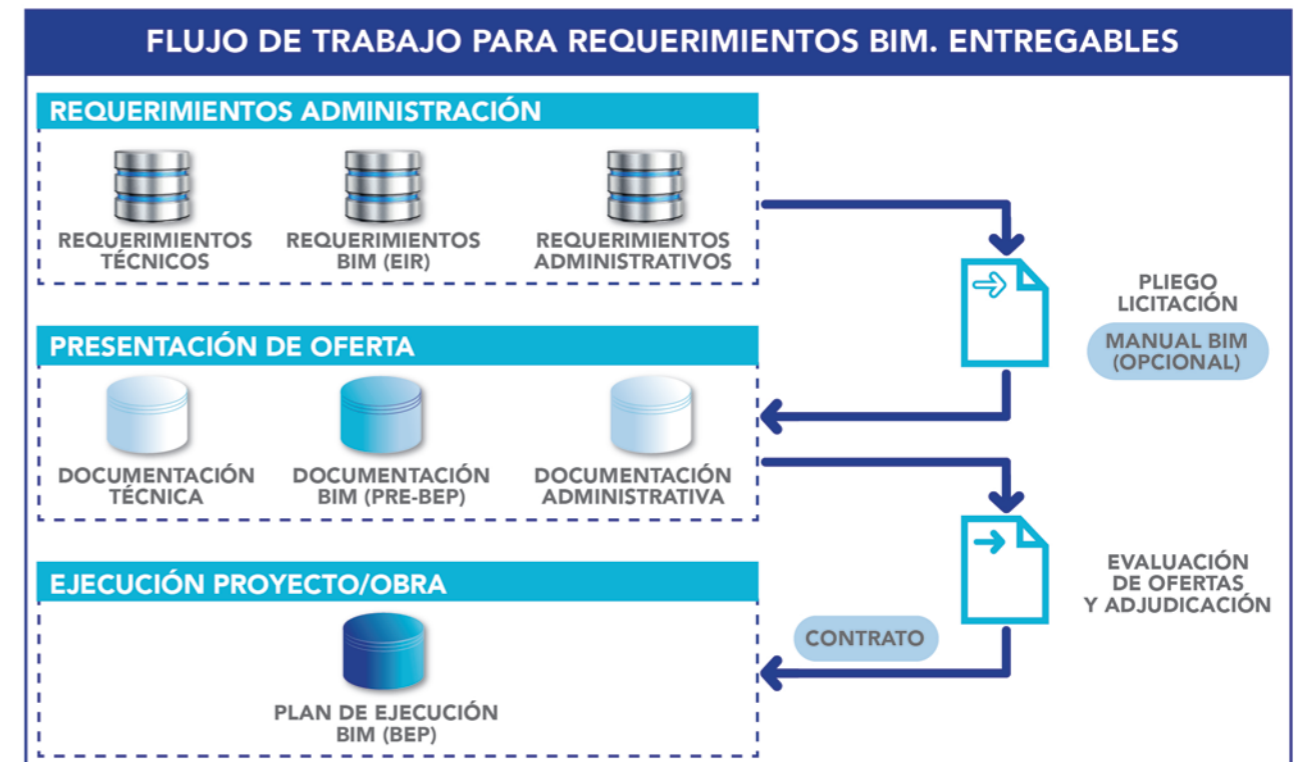 FLUJO DE TRABAJO PARA REQUERIMIENTOS BIM. ENTREGABLES
REQUERIMIENTOS ADMINISTRACIÓN
REQUERIMIENTOS
TÉCNICOS
REQUERIMIENTOS
BIM (EIR)
REQUERIMIENTOS
ADMINISTRATIVOS
PLIEGO
LICITACIÓN
MANUAL BIM
(OPCIONAL)
PRESENTACIÓN DE OFERTA
DOCUMENTACIÓN
TÉCNICA
DOCUMENTACIÓN
BIM (PRE-BEP)
DOCUMENTACIÓN
ADMINISTRATIVA
EVALUACIÓN
DE OFERTAS
Y ADJUDICACIÓN
CONTRATO
EJECUCIÓN PROYECTO/OBRA
PLAN DE EJECUCIÓN
BIM (BEP)